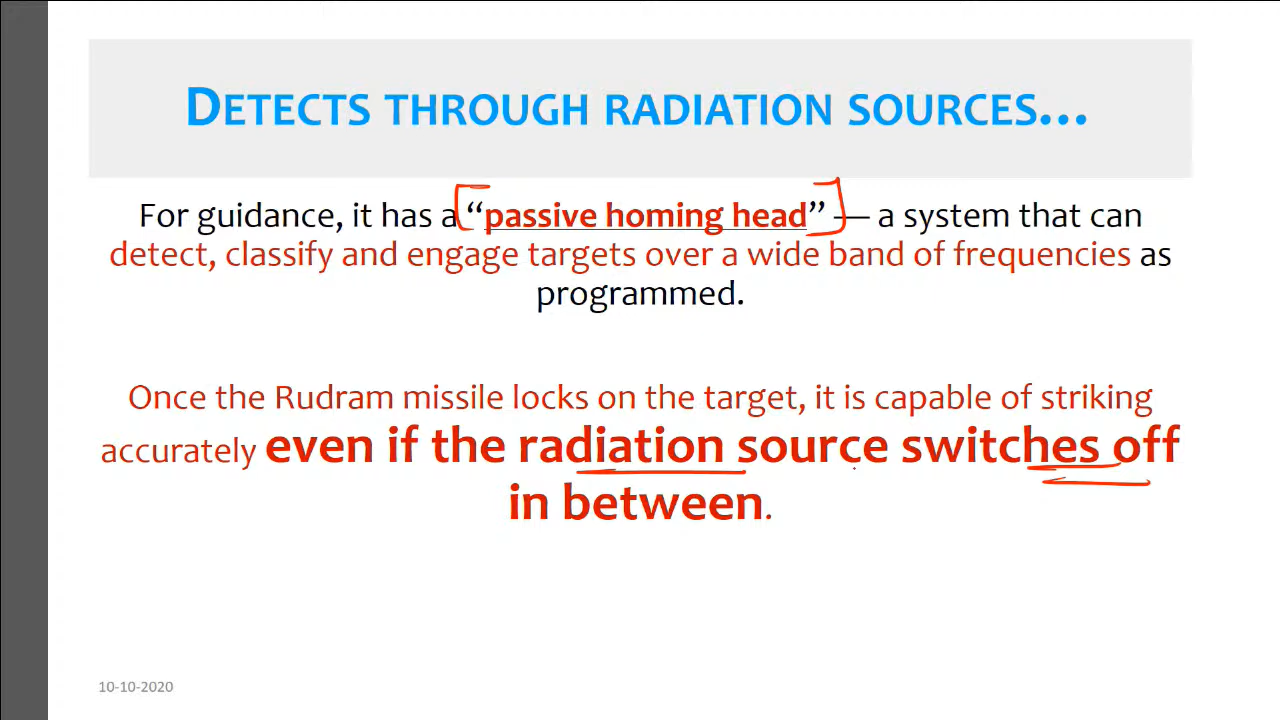 DETECTS THROUGH RADIATION SOURCES...
For guidance, it has a “passive homing head” — a system that can
detect, classify and engage targets over a wide band of frequencies as
programmed.
Once the Rudram missile locks on the target, it is capable of striking
accurately even if the radiation source switches off
in between.
10-10-2020